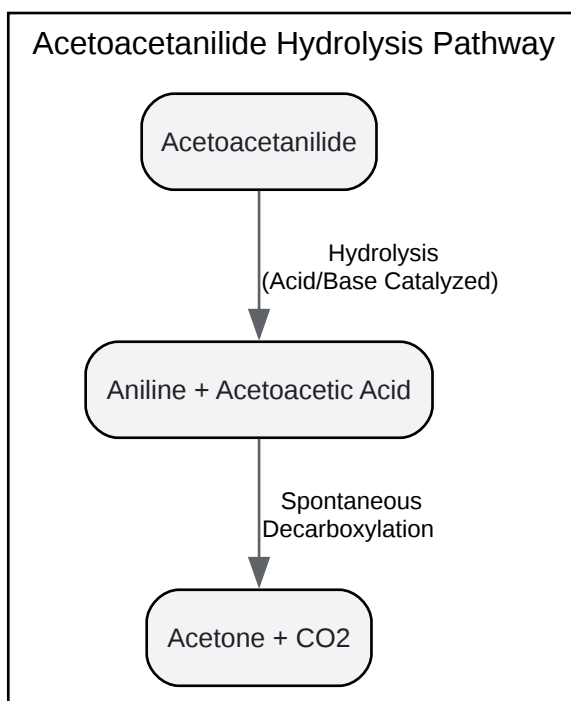 Acetoacetanilide Hydrolysis Pathway
Acetoacetanilide
Hydrolysis
(Acid/Base Catalyzed)
Aniline + Acetoacetic Acid
Spontaneous
Decarboxylation
Acetone + CO2